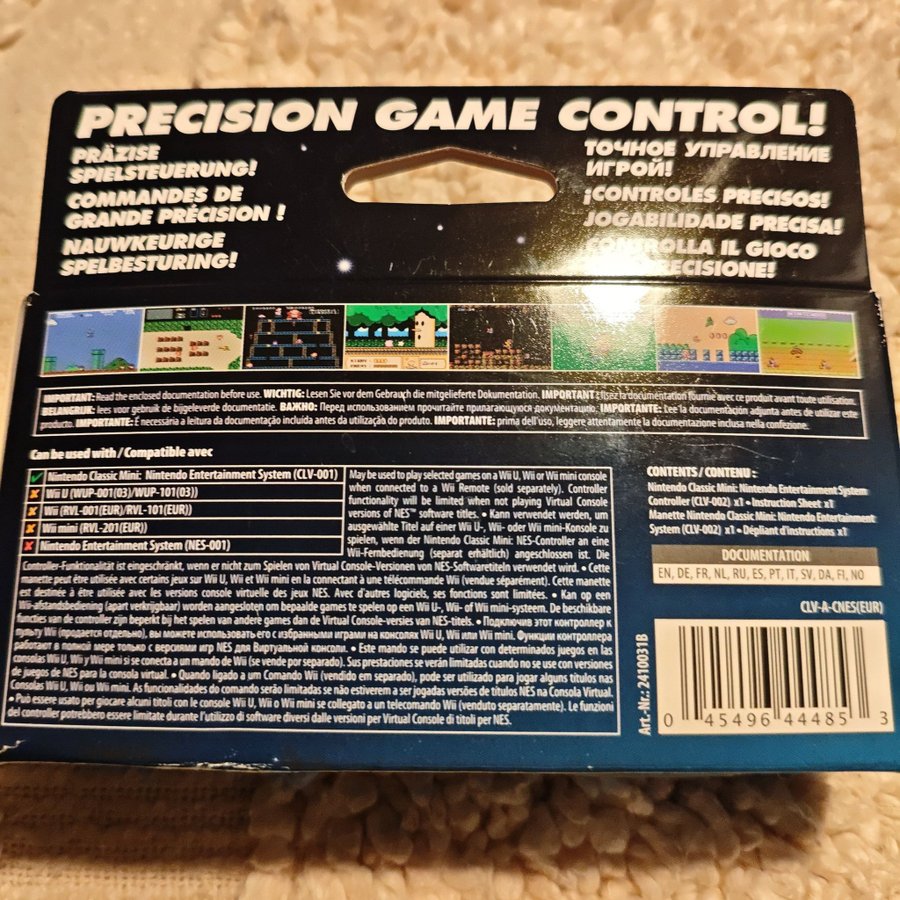 PRECISION GAME CONTROL!
PRÄZISE
SPIELSTEUERUNG!
COMMANDES DE
GRANDE PRÉCISION !
NAUWKEURIGE
SPELBESTURING!
ТОЧНОЕ УПРАВЛЕНИЕ
ИГРОЙ!
¡CONTROLES PRECISOS!
JOGABILIDADE PRECISA!
CONTROLLA IL GIOCO
PRECISIONE!
IMPORTANT: Read the enclosed documentation before use. WICHTIG: Lesen Sie vor dem Gebrauch die mitgelieferte Dokumentation. IMPORTANT : lisez la documentation fournie avec ce produit avant toute utilisation.
BELANGRIJK: lees voor gebruik de bijgeleverde documentatie. ВАЖНО: Перед использованием прочитайте прилагающуюся документацию. IMPORTANTE: Lee la documentación adjunta antes de utilizar este
producto. IMPORTANTE: É necessária a leitura da documentação incluída antes da utilização do produto. IMPORTANTE: prima dell'uso, leggere attentamente la documentazione inclusa nella confezione.
Can be used with / Compatible avec
Nintendo Classic Mini: Nintendo Entertainment System (CLV-001)
Wii U (WUP-001(03)/WUP-101(03))
Wii (RVL-001(EUR)/RVL-101(EUR))
Wii mini (RVL-201(EUR))
Nintendo Entertainment System (NES-001)
May be used to play selected games on a Wii U, Wii or Wii mini console
when connected to a Wii Remote (sold separately). Controller
functionality will be limited when not playing Virtual Console
versions of NES™ software titles. • Kann verwendet werden, um
ausgewählte Titel auf einer Wii U-, Wii- oder Wii mini-Konsole zu
spielen, wenn der Nintendo Classic Mini: NES-Controller an eine
Wii-Fernbedienung (separat erhältlich) angeschlossen ist. Die
Controller-Funktionalität ist eingeschränkt, wenn er nicht zum Spielen von Virtual Console-Versionen von NES-Softwaretiteln verwendet wird. • Cette
manette peut être utilisée avec certains jeux sur Wii U, Wii et Wii mini en la connectant à une télécommande Wii (vendue séparément). Cette manette
est destinée à être utilisée avec les versions console virtuelle des jeux NES. Avec d'autres logiciels, ses fonctions sont limitées. • Kan op een
Wii-afstandsbediening (apart verkrijgbaar) worden aangesloten om bepaalde games te spelen op een Wii U-, Wii- of Wii mini-systeem. De beschikbare
functies van de controller zijn beperkt bij het spelen van andere games dan de Virtual Console-versies van NES-titels. • Подключив этот контроллер к
пульту Wii (продается отдельно), вы можете использовать его с избранными играми на консолях Wii U, Wii или Wii mini. Функции контроллера
работают в полной мере только с версиями игр NES для Виртуальной консоли. • Este mando se puede utilizar con determinados juegos en las
consolas Wii U, Wii y Wii mini si se conecta a un mando de Wii (se vende por separado). Sus prestaciones se verán limitadas cuando no se use con versiones
de juegos de NES para la consola virtual. • Quando ligado a um Comando Wii (vendido em separado), pode ser utilizado para jogar alguns títulos nas
Consolas Wii U, Wii ou Wii mini. As funcionalidades do comando serão limitadas se não estiverem a ser jogadas versões de títulos NES na Consola Virtual.
• Può essere usato per giocare alcuni titoli con le console Wii U, Wii o Wii mini se collegato a un telecomando Wii (venduto separatamente). Le funzioni
del controller potrebbero essere limitate durante l'utilizzo di software diversi dalle versioni per Virtual Console di titoli per NES.
CONTENTS / CONTENU :
Nintendo Classic Mini: Nintendo Entertainment System
Controller (CLV-002) x1 • Instruction Sheet x1
Manette Nintendo Classic Mini: Nintendo Entertainment
System (CLV-002) x1 • Dépliant d'instructions x1
DOCUMENTATION
EN, DE, FR, NL, RU, ES, PT, IT, SV, DA, FI, NO
CLV-A-CNES(EUR)
Art.-Nr.: 2410031B
0 45496 44485 3